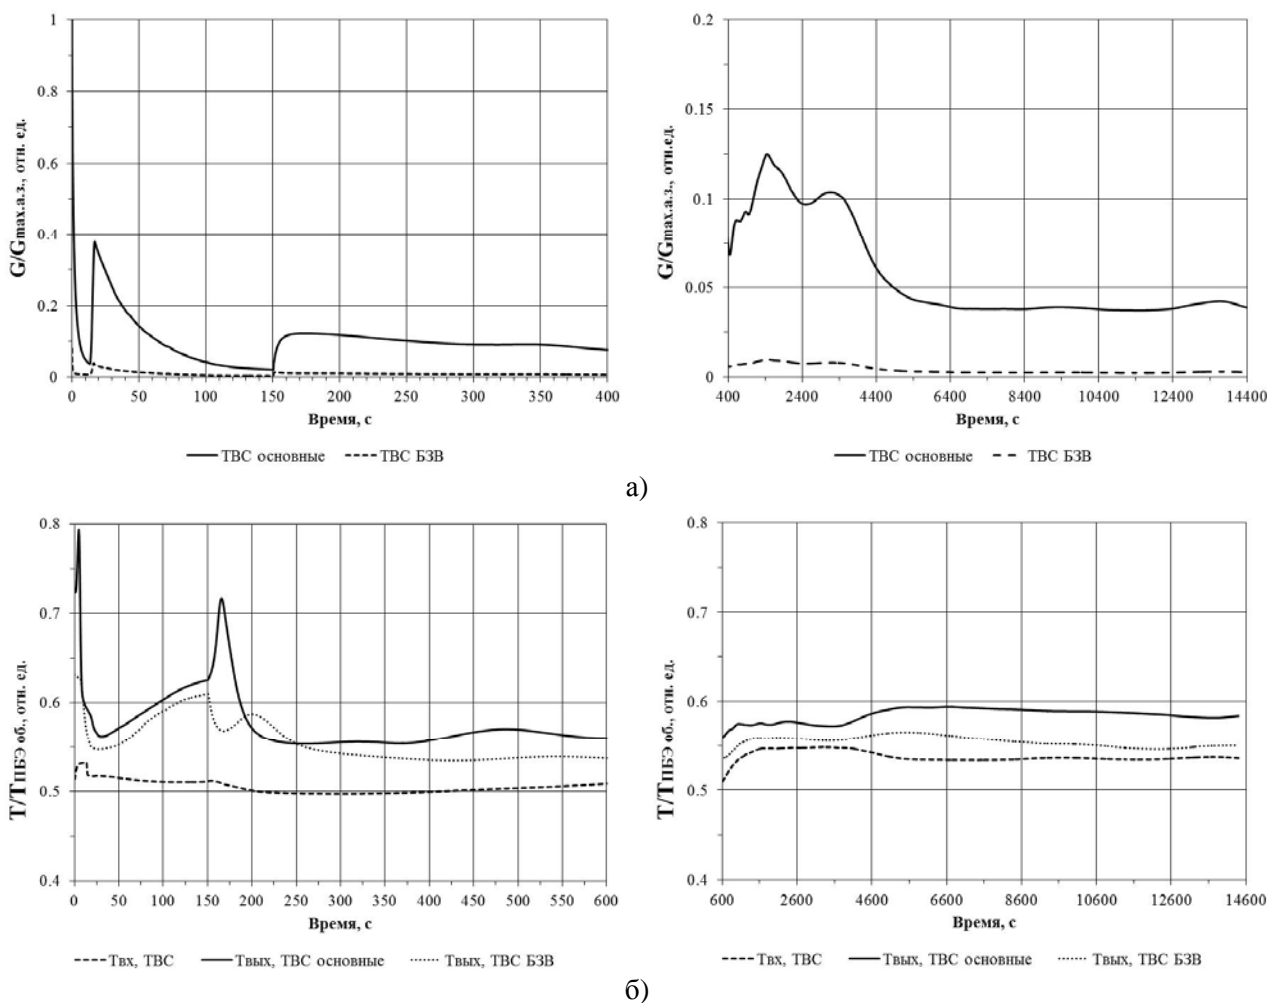 1
0.8
0.6
0.4
0.2
0
G/Gmax.а.з., отн. ед.
0 50 100 150 200 250 300 350 400
Время, с
ТВС основные ТВС БЗВ
0.2
0.15
0.1
0.05
0
G/Gmax.а.з., отн.ед.
400 2400 4400 6400 8400 10400 12400 14400
Время, с
ТВС основные ТВС БЗВ
а)
0.8
0.7
0.6
0.5
0.4
Т/ТПБЭ об., отн. ед.
0 50 100 150 200 250 300 350 400 450 500 550 600
Время, с
Твх, ТВС Твых, ТВС основные Твых, ТВС БЗВ
0.8
0.7
0.6
0.5
0.4
Т/ТПБЭ об., отн. ед.
600 2600 4600 6600 8600 10600 12600 14600
Время, с
Твх, ТВС Твых, ТВС основные Твых, ТВС БЗВ
б)